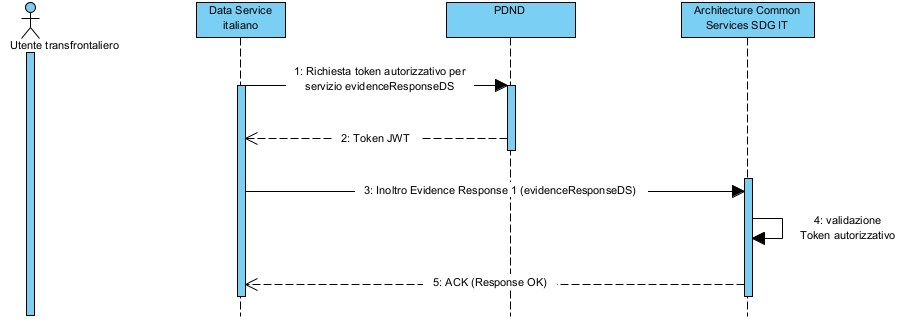 Data Service
italiano
PDND
Architecture Common
Services SDG IT
Utente transfrontaliero
1: Richiesta token autorizzativo per
servizio evidenceResponseDS
2: Token JWT
3: Inoltro Evidence Response 1 (evidenceResponseDS)
4: validazione
Token autorizzativo
5: ACK (Response OK)